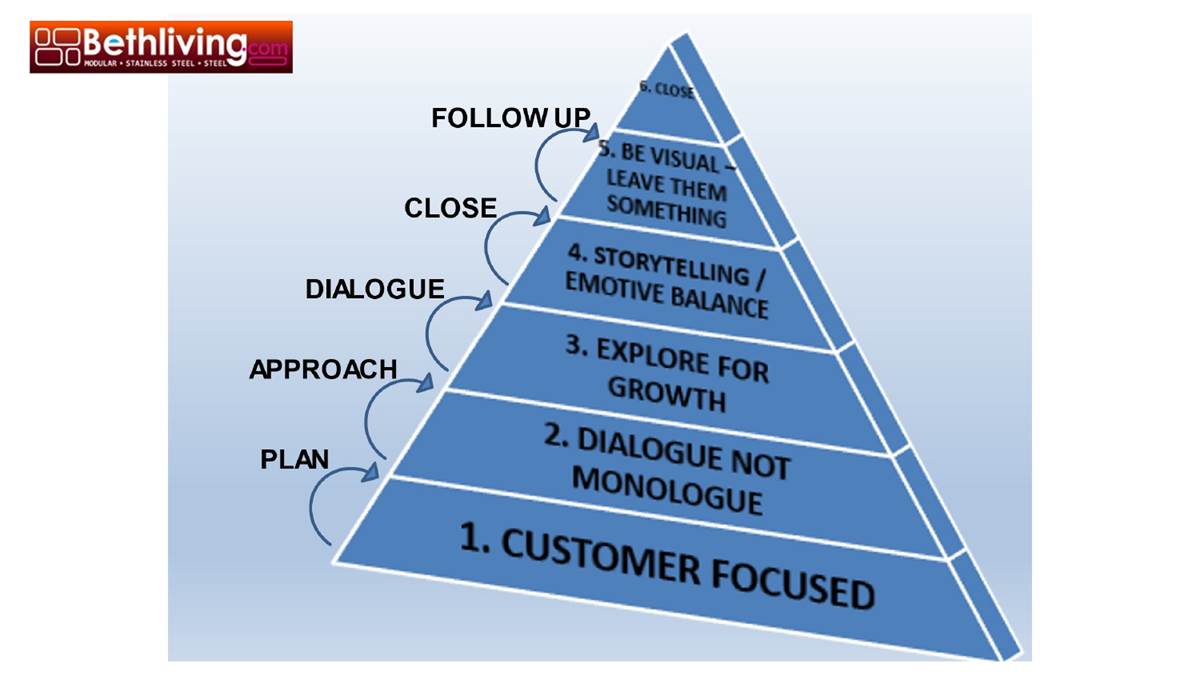 Bethliving.com
MODULAR • STAINLESS STEEL • STEEL
FOLLOW UP
CLOSE
DIALOGUE
APPROACH
PLAN
6. CLOSE
5. BE VISUAL –
LEAVE THEM
SOMETHING
4. STORYTELLING /
EMOTIVE BALANCE
3. EXPLORE FOR
GROWTH
2. DIALOGUE NOT
MONOLOGUE
1. CUSTOMER FOCUSED